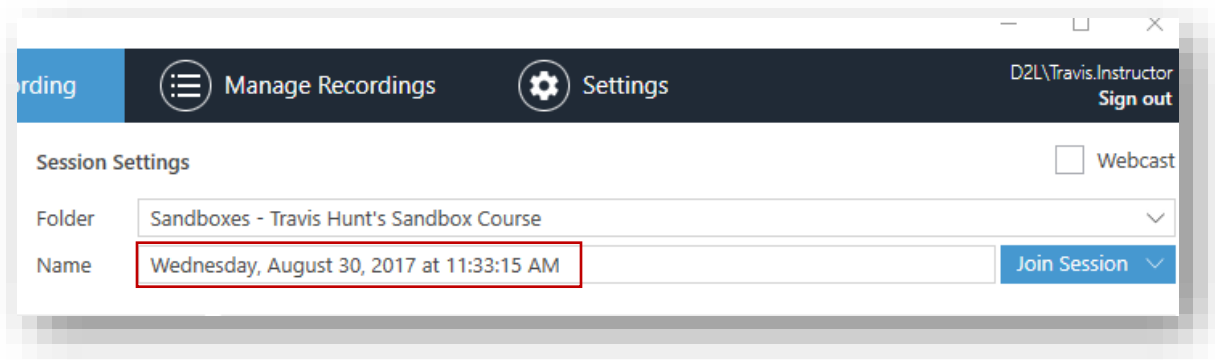 ording Manage Recordings Settings D2L\Travis.Instructor
Sign out
Session Settings Webcast
Folder Sandboxes - Travis Hunt's Sandbox Course
Name Wednesday, August 30, 2017 at 11:33:15 AM Join Session